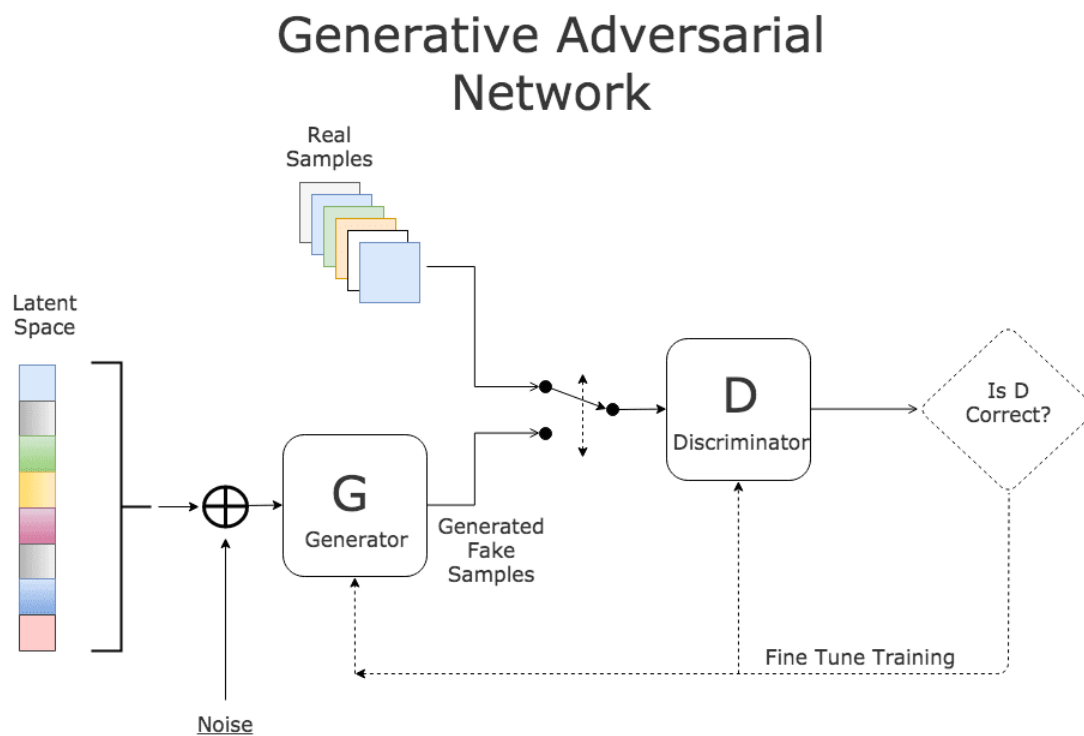 Generative Adversarial
Network
Real
Samples
Latent
Space
D
Discriminator
Is D
Correct?
G
Generator
Generated
Fake
Samples
Fine Tune Training
Noise